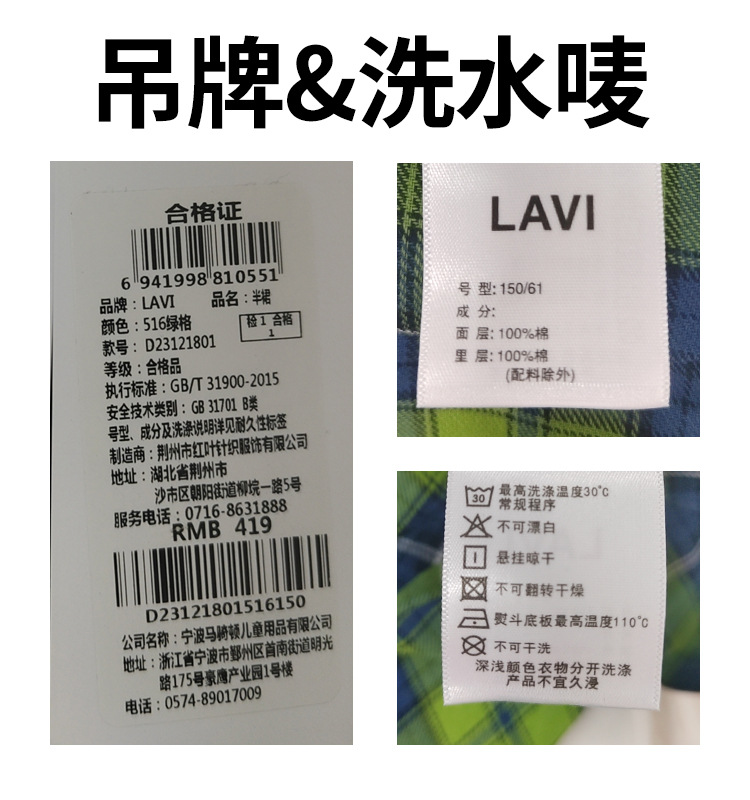 吊牌&洗水唛
合格证
6 941998 810551
品牌：LAVI 品名：半裙
颜色：516绿格
检 1 合格
1
款号：D23121801
等级：合格品
执行标准：GB/T 31900-2015
安全技术类别：GB 31701 B类
号型、成分及洗涤说明详见耐久性标签
制造商：荆州市红叶针织服饰有限公司
地址：湖北省荆州市
沙市区朝阳街道柳垸一路5号
服务电话：0716-8631888
RMB 419
D23121801516150
公司名称：宁波马骑顿儿童用品有限公司
地址：浙江省宁波市鄞州区首南街道明光
路175号豪鹰产业园1号楼
电话：0574-89017009
LAVI
号 型: 150/61
成 分:
面 层: 100%棉
里 层: 100%棉
(配料除外)
30 最高洗涤温度30℃
常规程序
不可漂白
悬挂晾干
不可翻转干燥
熨斗底板最高温度110℃
不可干洗
深浅颜色衣物分开洗涤
产品不宜久浸